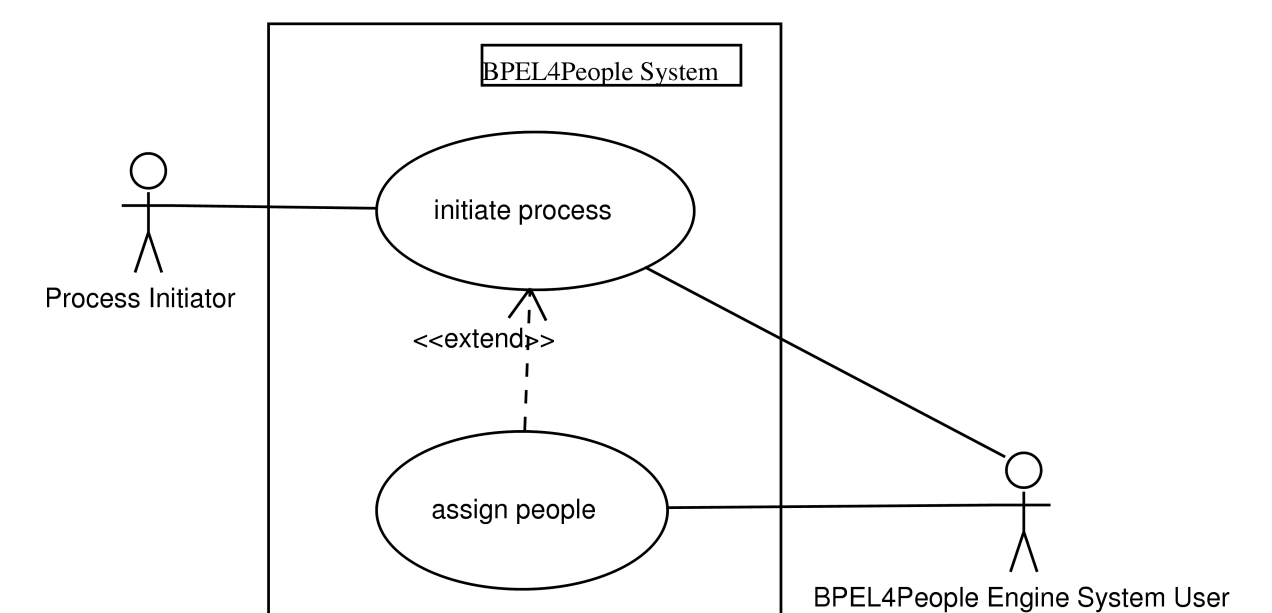 BPEL4People System
initiate process
Process Initiator
<<extend>>
assign people
BPEL4People Engine System User